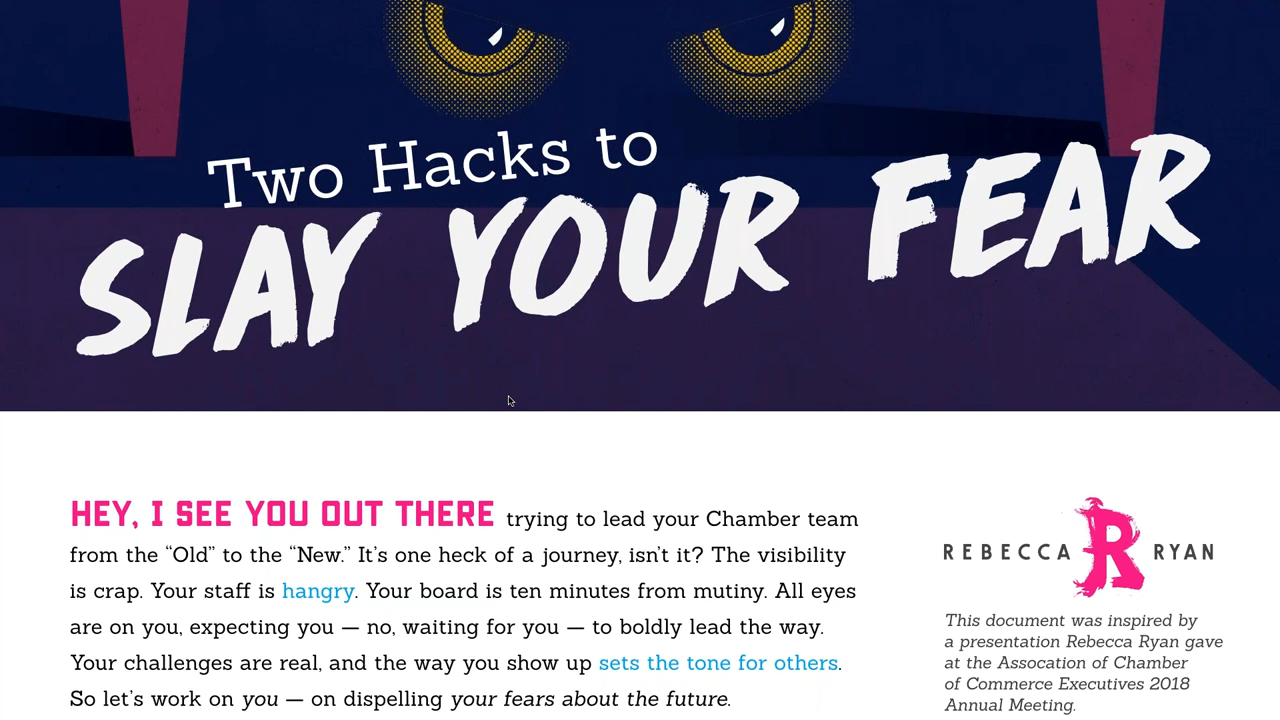 Two Hacks to
SLAY YOUR FEAR
HEY, I SEE YOU OUT THERE trying to lead your Chamber team
from the “Old” to the “New.” It’s one heck of a journey, isn’t it? The visibility
is crap. Your staff is hangry. Your board is ten minutes from mutiny. All eyes
are on you, expecting you — no, waiting for you — to boldly lead the way.
Your challenges are real, and the way you show up sets the tone for others.
So let’s work on you — on dispelling your fears about the future.
REBECCA R RYAN
This document was inspired by
a presentation Rebecca Ryan gave
at the Assocation of Chamber
of Commerce Executives 2018
Annual Meeting.